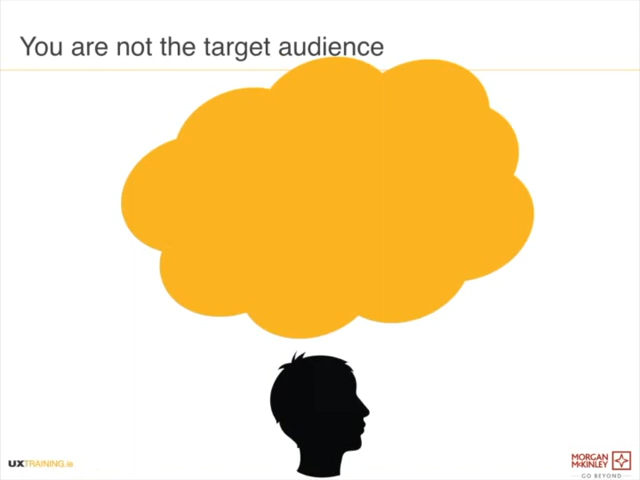 You are not the target audience
UXTRAINING.ie
MORGAN
McKINLEY
GO BEYOND